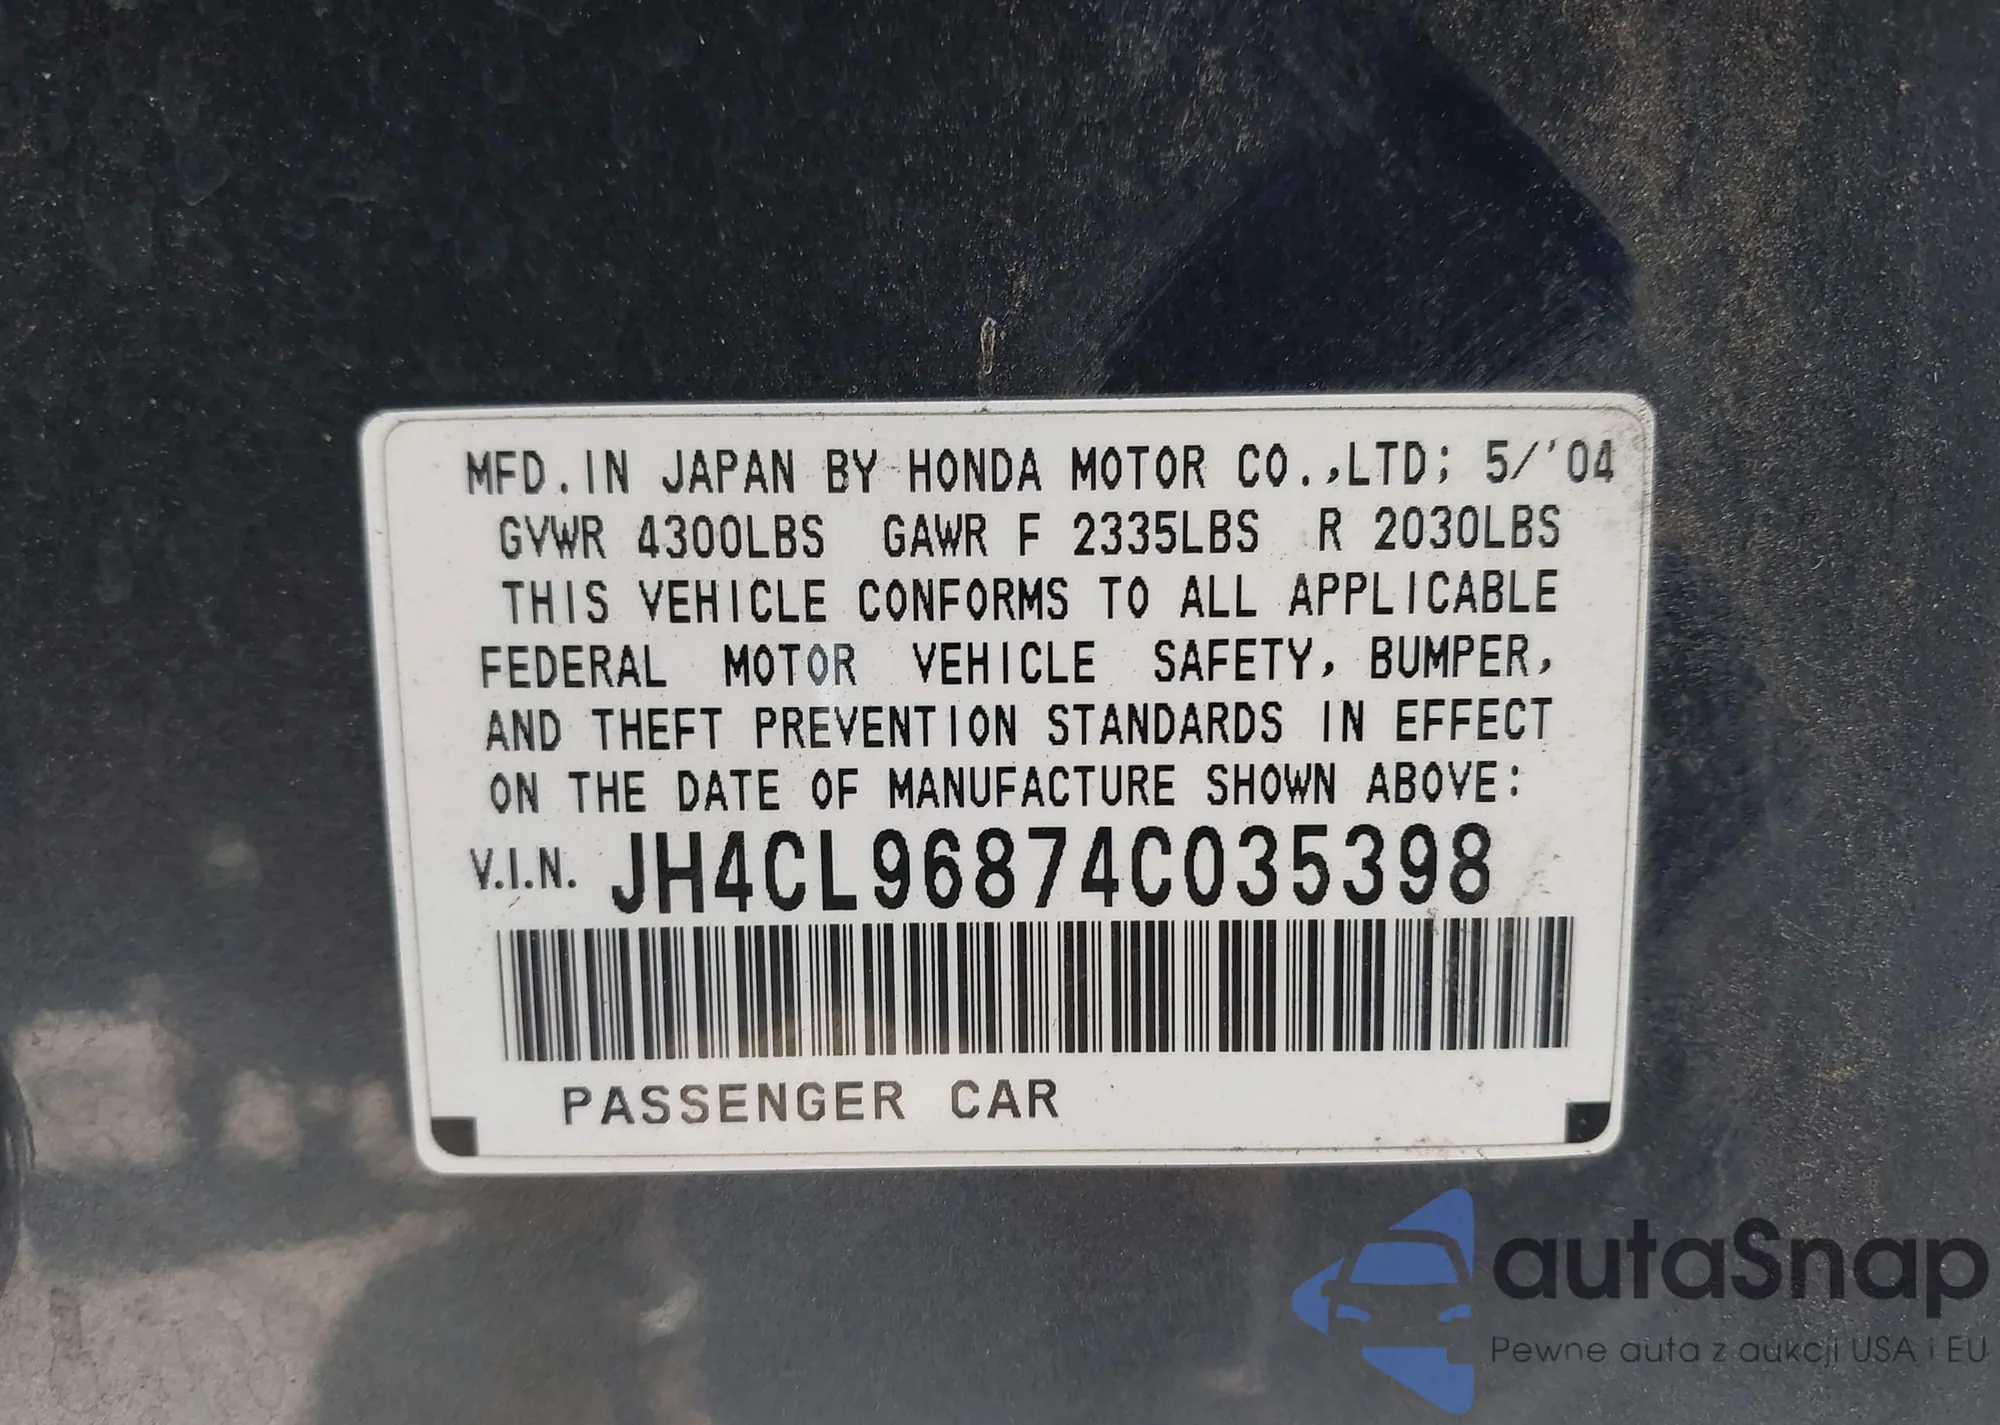 MFD. IN JAPAN BY HONDA MOTOR CO.,LTD; 5/'04
GVWR 4300LBS GAWR F 2335LBS R 2030LBS
THIS VEHICLE CONFORMS TO ALL APPLICABLE
FEDERAL MOTOR VEHICLE SAFETY, BUMPER,
AND THEFT PREVENTION STANDARDS IN EFFECT
ON THE DATE OF MANUFACTURE SHOWN ABOVE:
V.I.N. JH4CL96874C035398
PASSENGER CAR
autaSnap
Pewne auta z aukcji USA i EU